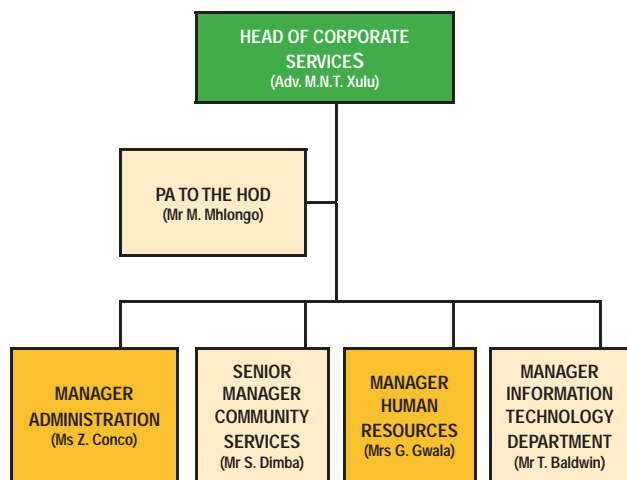 HEAD OF CORPORATE
SERVICES
(Adv. M.N.T. Xulu)
PA TO THE HOD
(Mr M. Mhlongo)
MANAGER
ADMINISTRATION
(Ms Z. Conco)
SENIOR
MANAGER
COMMUNITY
SERVICES
(Mr S. Dimba)
MANAGER
HUMAN
RESOURCES
(Mrs G. Gwala)
MANAGER
INFORMATION
TECHNOLOGY
DEPARTMENT
(Mr T. Baldwin)